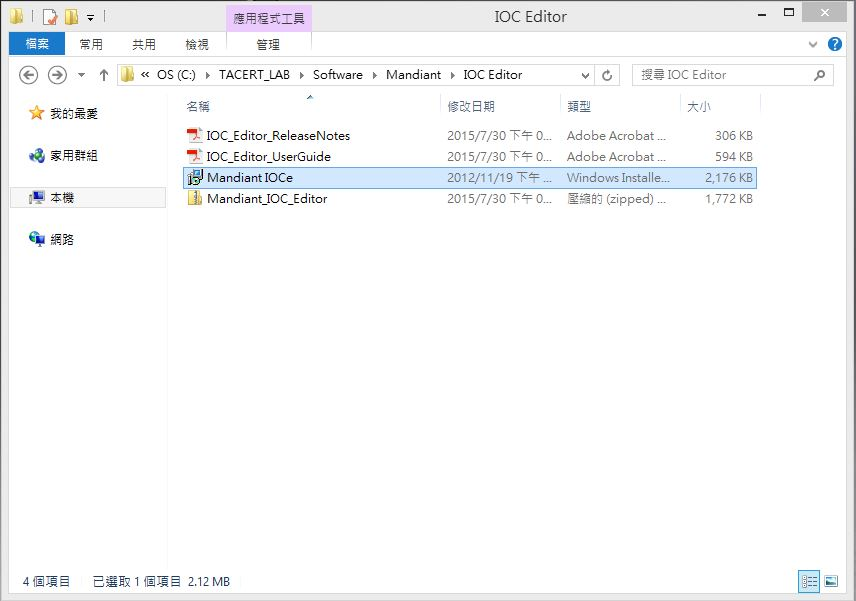 應用程式工具
IOC Editor
檔案 常用 共用 檢視 管理
« OS (C:) TACERT_LAB Software Mandiant IOC Editor
搜尋 IOC Editor
我的最愛
家用群組
本機
網路
名稱 修改日期 類型 大小
IOC_Editor_ReleaseNotes 2015/7/30 下午 0... Adobe Acrobat ... 306 KB
IOC_Editor_UserGuide 2015/7/30 下午 0... Adobe Acrobat ... 594 KB
Mandiant IOCe 2012/11/19 下午 ... Windows Installe... 2,176 KB
Mandiant_IOC_Editor 2015/7/30 下午 0... 壓縮的 (zipped) ... 1,772 KB
4 個項目 已選取 1 個項目 2.12 MB